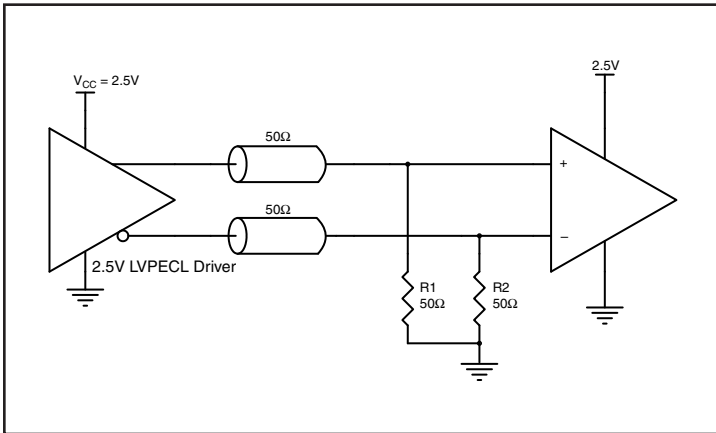 V_CC = 2.5V
2.5V
50Ω
+
50Ω
−
2.5V LVPECL Driver
R1
50Ω
R2
50Ω